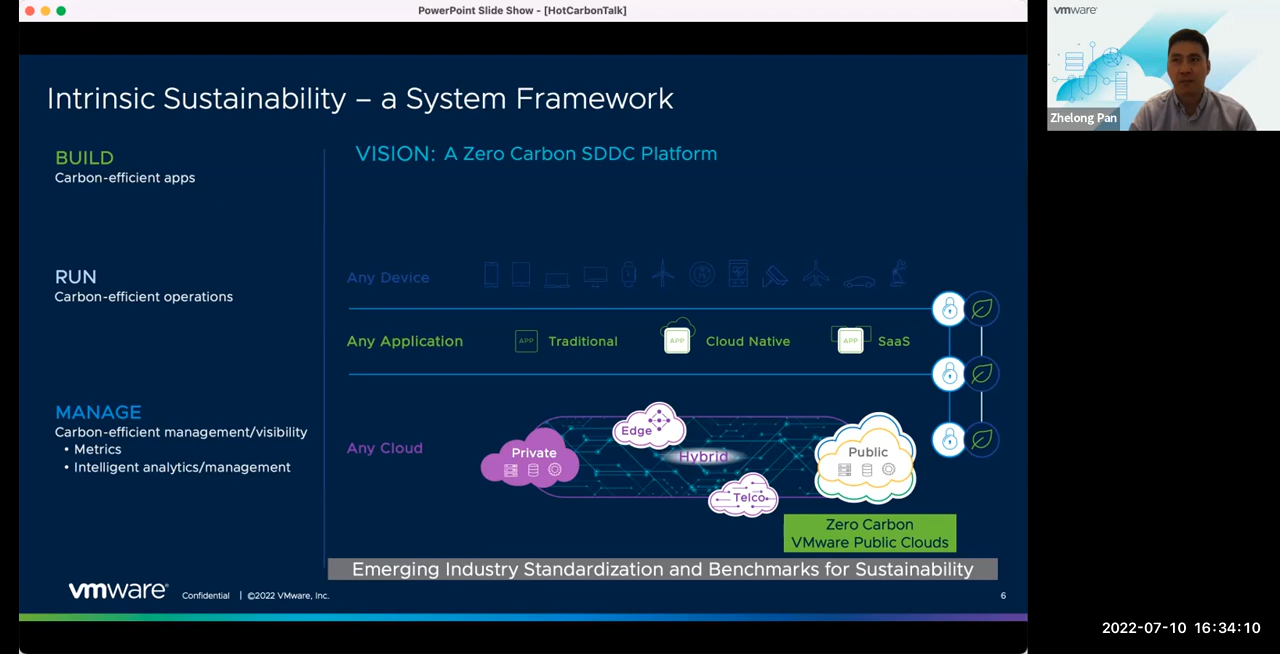 PowerPoint Slide Show - [HotCarbonTalk]
vmware
Zhelong Pan
Intrinsic Sustainability – a System Framework
BUILD
Carbon-efficient apps
RUN
Carbon-efficient operations
MANAGE
Carbon-efficient management/visibility
• Metrics
• Intelligent analytics/management
VISION: A Zero Carbon SDDC Platform
Any Device
Any Application
APP Traditional
APP Cloud Native
APP SaaS
Any Cloud
Private
Edge
Hybrid
Telco
Public
Zero Carbon
VMware Public Clouds
Emerging Industry Standardization and Benchmarks for Sustainability
vmware® Confidential | ©2022 VMware, Inc.
6
2022-07-10 16:34:10